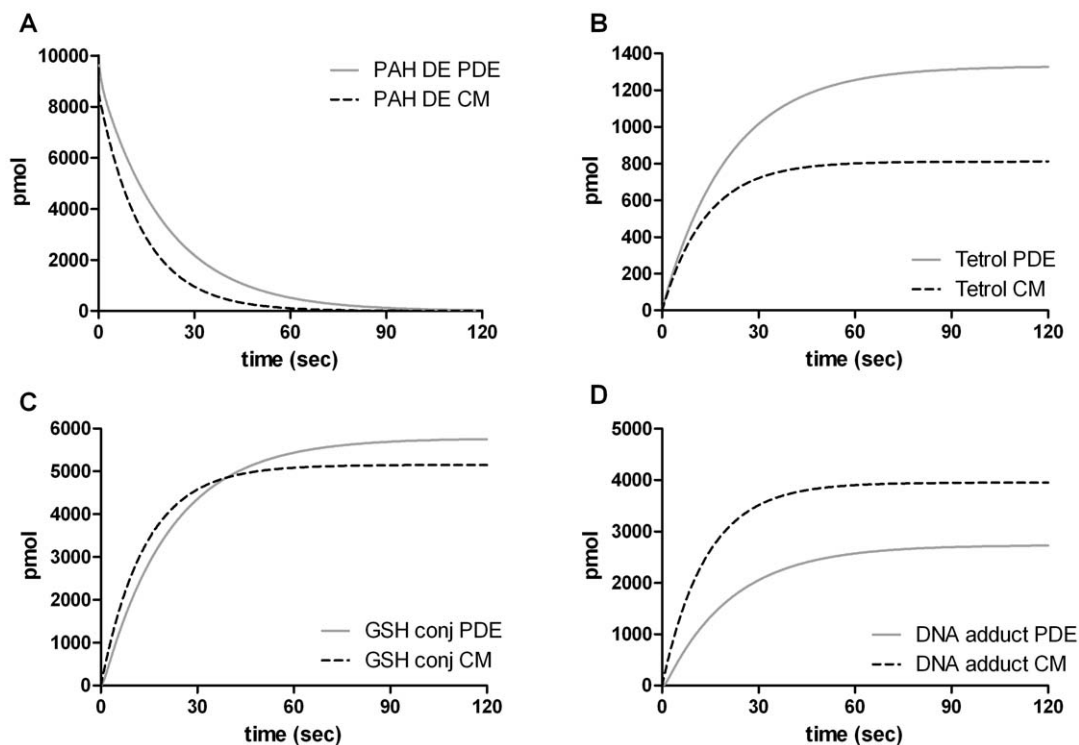 A
10000
8000
6000
4000
2000
0
pmol
0 30 60 90 120
time (sec)
PAH DE PDE
PAH DE CM
B
1400
1200
1000
800
600
400
200
0
pmol
0 30 60 90 120
time (sec)
Tetrol PDE
Tetrol CM
C
6000
5000
4000
3000
2000
1000
0
pmol
0 30 60 90 120
time (sec)
GSH conj PDE
GSH conj CM
D
5000
4000
3000
2000
1000
0
pmol
0 30 60 90 120
time (sec)
DNA adduct PDE
DNA adduct CM